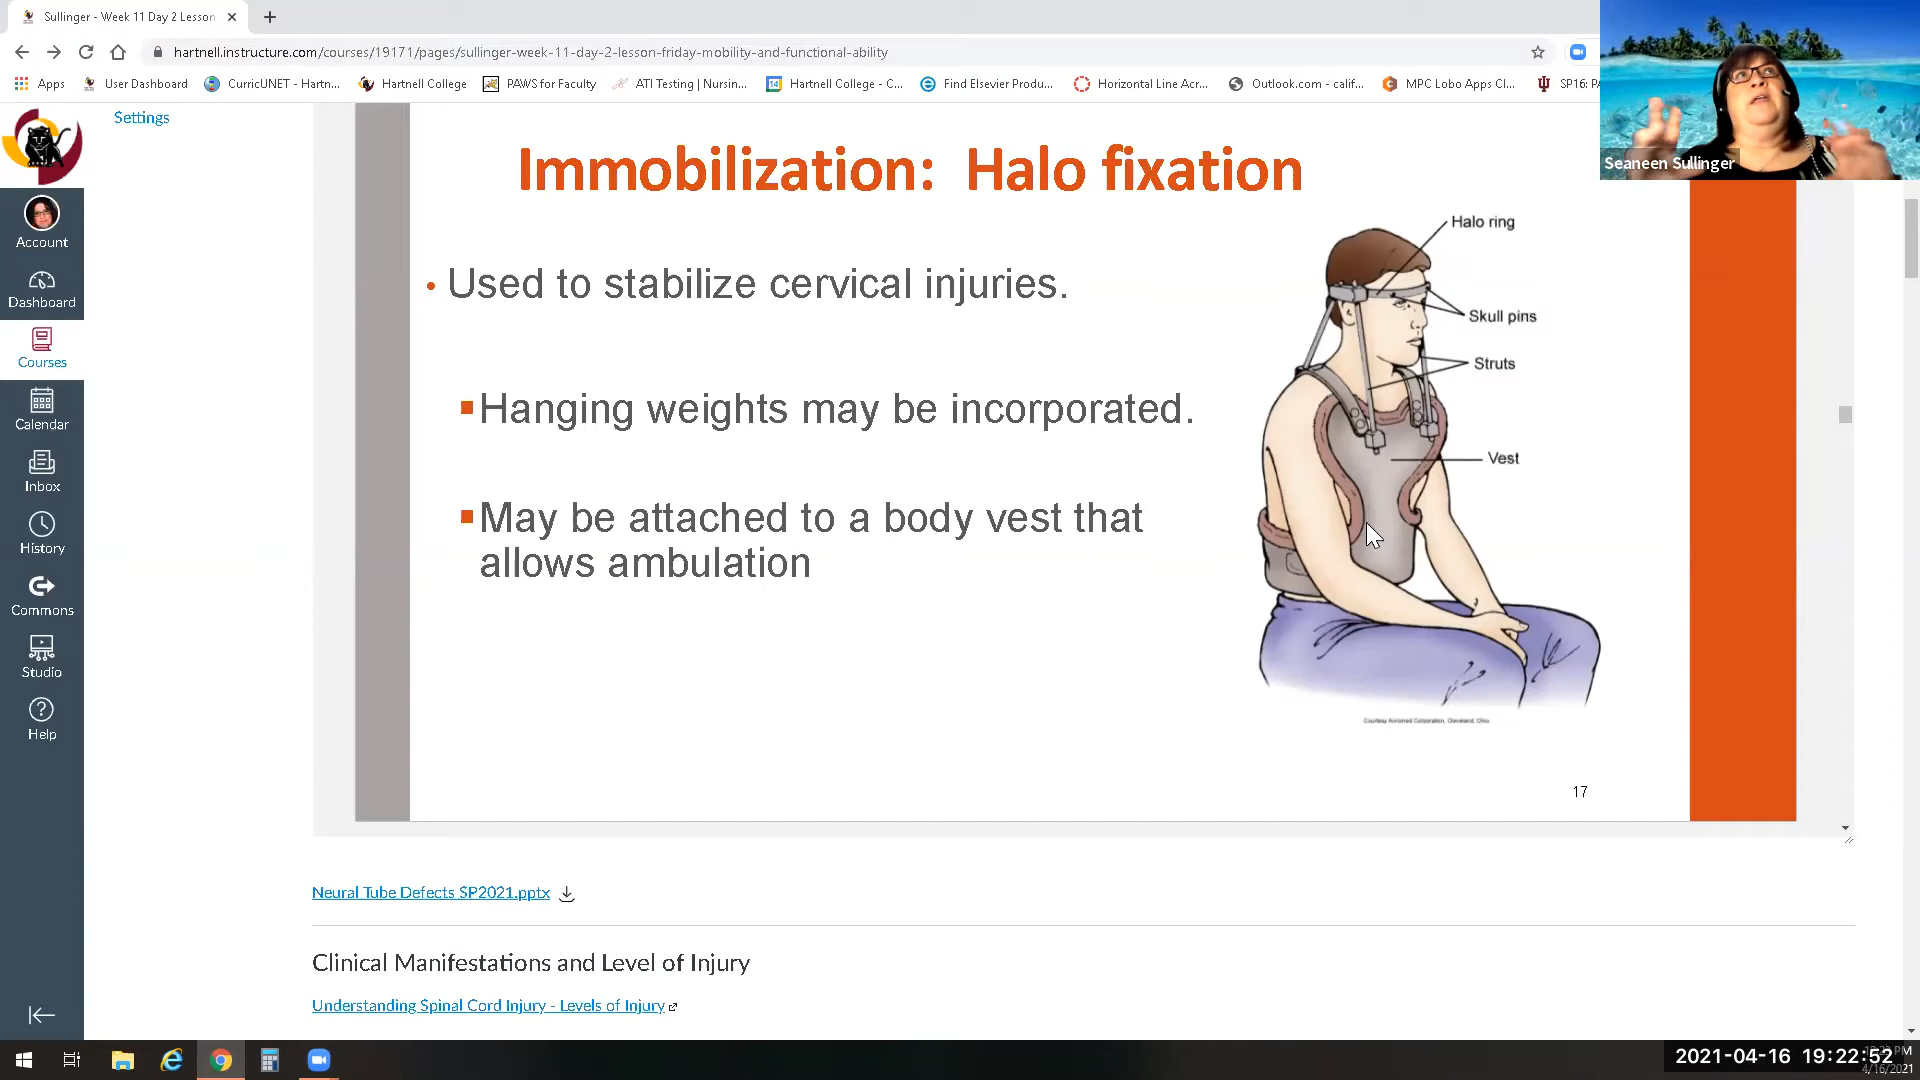 Sullinger - Week 11 Day 2 Lesson
hartnell.instructure.com/courses/19171/pages/sullinger-week-11-day-2-lesson-friday-mobility-and-functional-ability
Apps
User Dashboard
CurricUNET - Hartn...
Hartnell College
PAWS for Faculty
ATI Testing | Nursin...
Hartnell College - C...
Find Elsevier Produ...
Horizontal Line Acr...
Outlook.com - calif...
MPC Lobo Apps Cl...
Seaneen Sullinger
Settings
Account
Dashboard
Courses
Calendar
Inbox
History
Commons
Studio
Help
Immobilization: Halo fixation
• Used to stabilize cervical injuries.
▪Hanging weights may be incorporated.
▪May be attached to a body vest that
allows ambulation
Halo ring
Skull pins
Struts
Vest
17
Neural Tube Defects SP2021.pptx
Clinical Manifestations and Level of Injury
Understanding Spinal Cord Injury - Levels of Injury
2021-04-16 19:22:52
4/16/2021